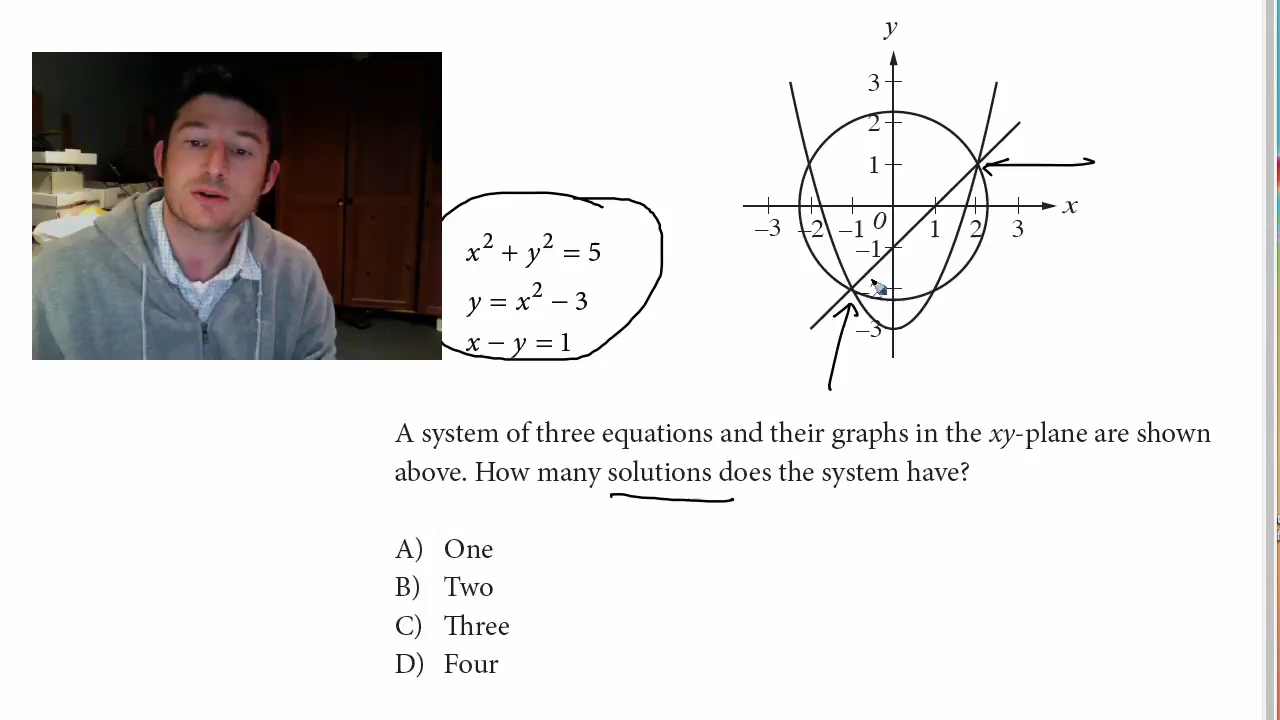 y
3
2
1
x
-3
-2
-1
O
1
2
3
-1
-3
x² + y² = 5
y = x² − 3
x − y = 1
A system of three equations and their graphs in the xy-plane are shown
above. How many solutions does the system have?
A) One
B) Two
C) Three
D) Four